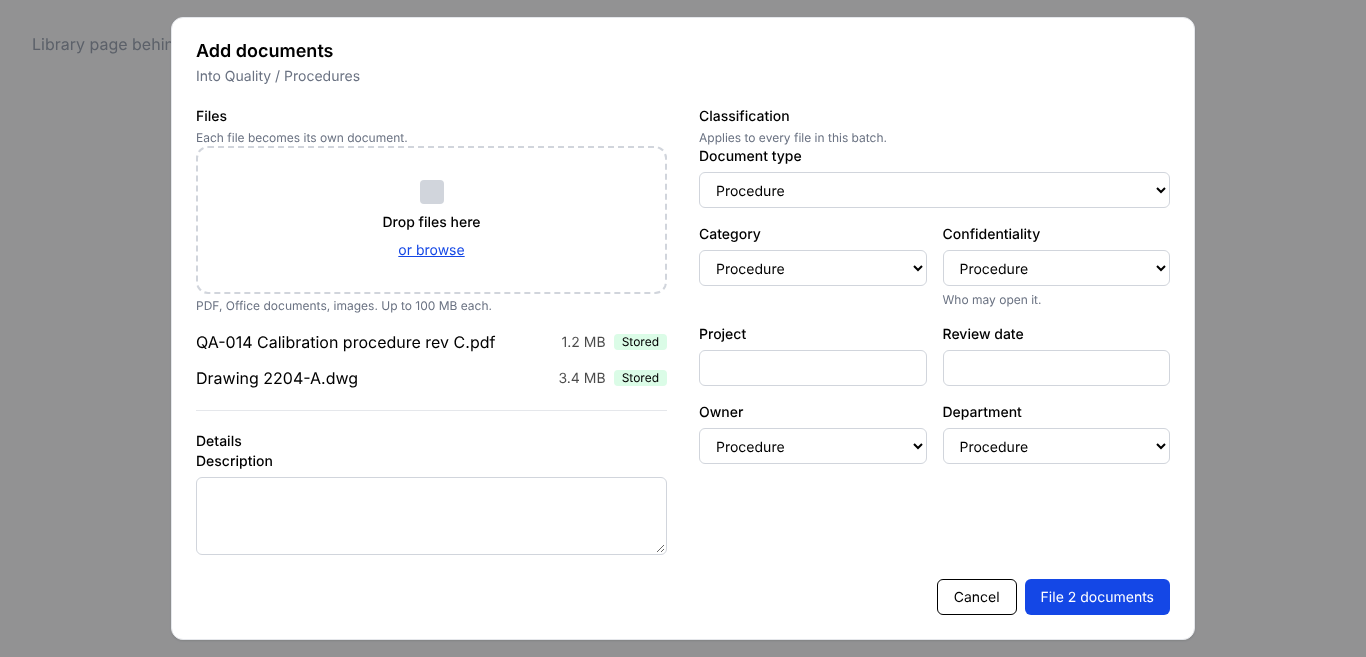 Library page behin
Add documents
Into Quality / Procedures
Files
Each file becomes its own document.
Drop files here
or browse
PDF, Office documents, images. Up to 100 MB each.
QA-014 Calibration procedure rev C.pdf 1.2 MB Stored
Drawing 2204-A.dwg 3.4 MB Stored
Details
Description
Classification
Applies to every file in this batch.
Document type
Procedure
Category Confidentiality
Procedure Procedure
Who may open it.
Project Review date
Owner Department
Procedure Procedure
Cancel File 2 documents